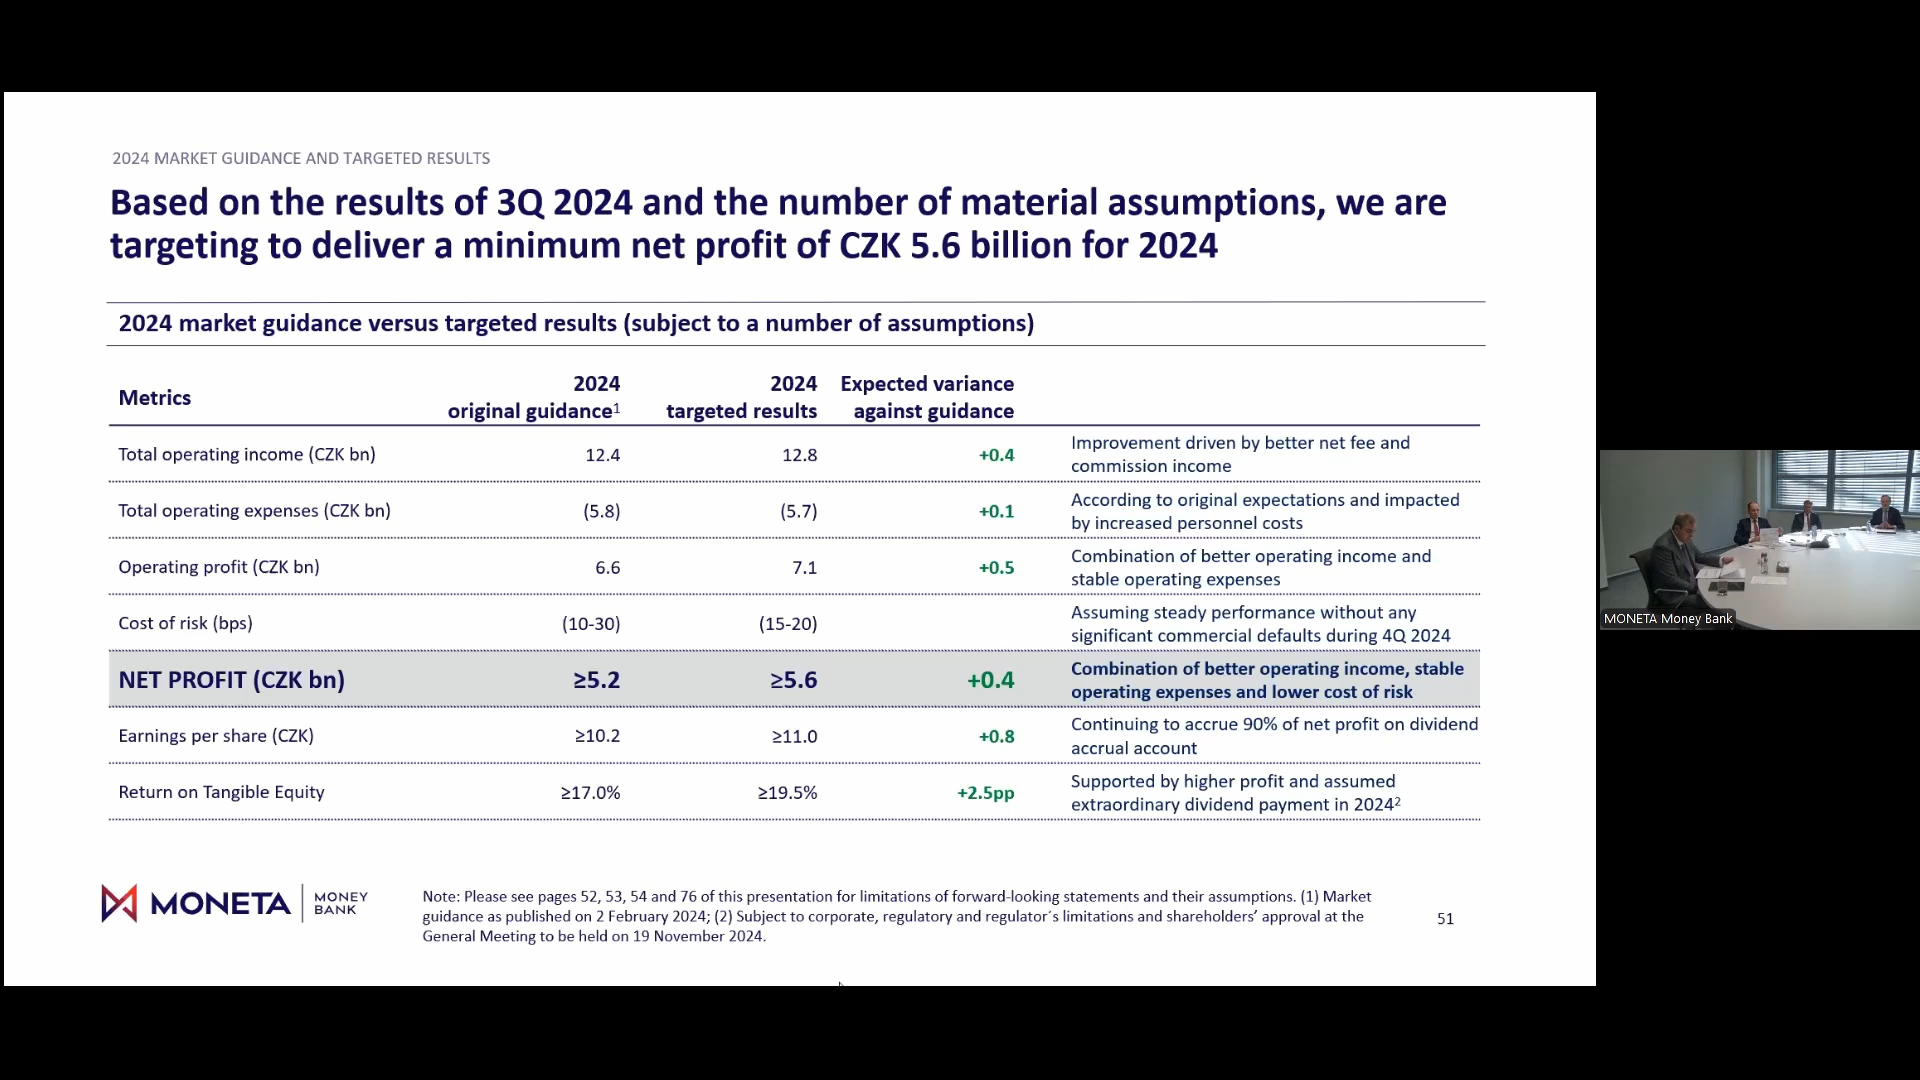 2024 MARKET GUIDANCE AND TARGETED RESULTS
Based on the results of 3Q 2024 and the number of material assumptions, we are
targeting to deliver a minimum net profit of CZK 5.6 billion for 2024
2024 market guidance versus targeted results (subject to a number of assumptions)
Metrics
2024
original guidance¹
2024
targeted results
Expected variance
against guidance
Total operating income (CZK bn) 12.4 12.8 +0.4
Improvement driven by better net fee and
commission income
Total operating expenses (CZK bn) (5.8) (5.7) +0.1
According to original expectations and impacted
by increased personnel costs
Operating profit (CZK bn) 6.6 7.1 +0.5
Combination of better operating income and
stable operating expenses
Cost of risk (bps) (10-30) (15-20)
Assuming steady performance without any
significant commercial defaults during 4Q 2024
NET PROFIT (CZK bn) ≥5.2 ≥5.6 +0.4
Combination of better operating income, stable
operating expenses and lower cost of risk
Earnings per share (CZK) ≥10.2 ≥11.0 +0.8
Continuing to accrue 90% of net profit on dividend
accrual account
Return on Tangible Equity ≥17.0% ≥19.5% +2.5pp
Supported by higher profit and assumed
extraordinary dividend payment in 2024²
MONETA
MONEY
BANK
Note: Please see pages 52, 53, 54 and 76 of this presentation for limitations of forward-looking statements and their assumptions. (1) Market
guidance as published on 2 February 2024; (2) Subject to corporate, regulatory and regulator´s limitations and shareholders’ approval at the
General Meeting to be held on 19 November 2024.
51
MONETA Money Bank